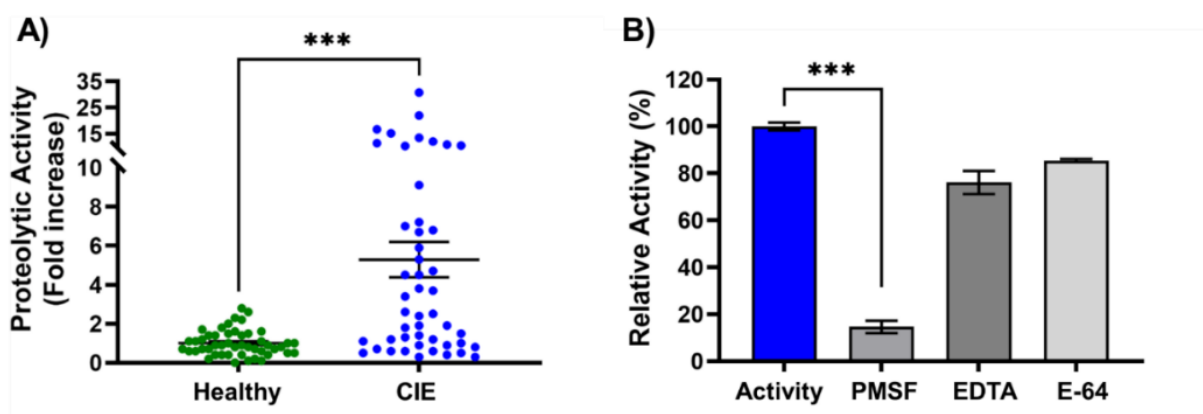 A)
***
Proteolytic Activity
(Fold increase)
35
25
15
10
8
6
4
2
0
Healthy
CIE
B)
***
Relative Activity (%)
120
100
80
60
40
20
0
Activity
PMSF
EDTA
E-64